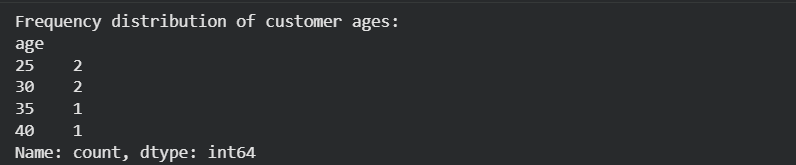 Frequency distribution of customer ages:
age
25    2
30    2
35    1
40    1
Name: count, dtype: int64